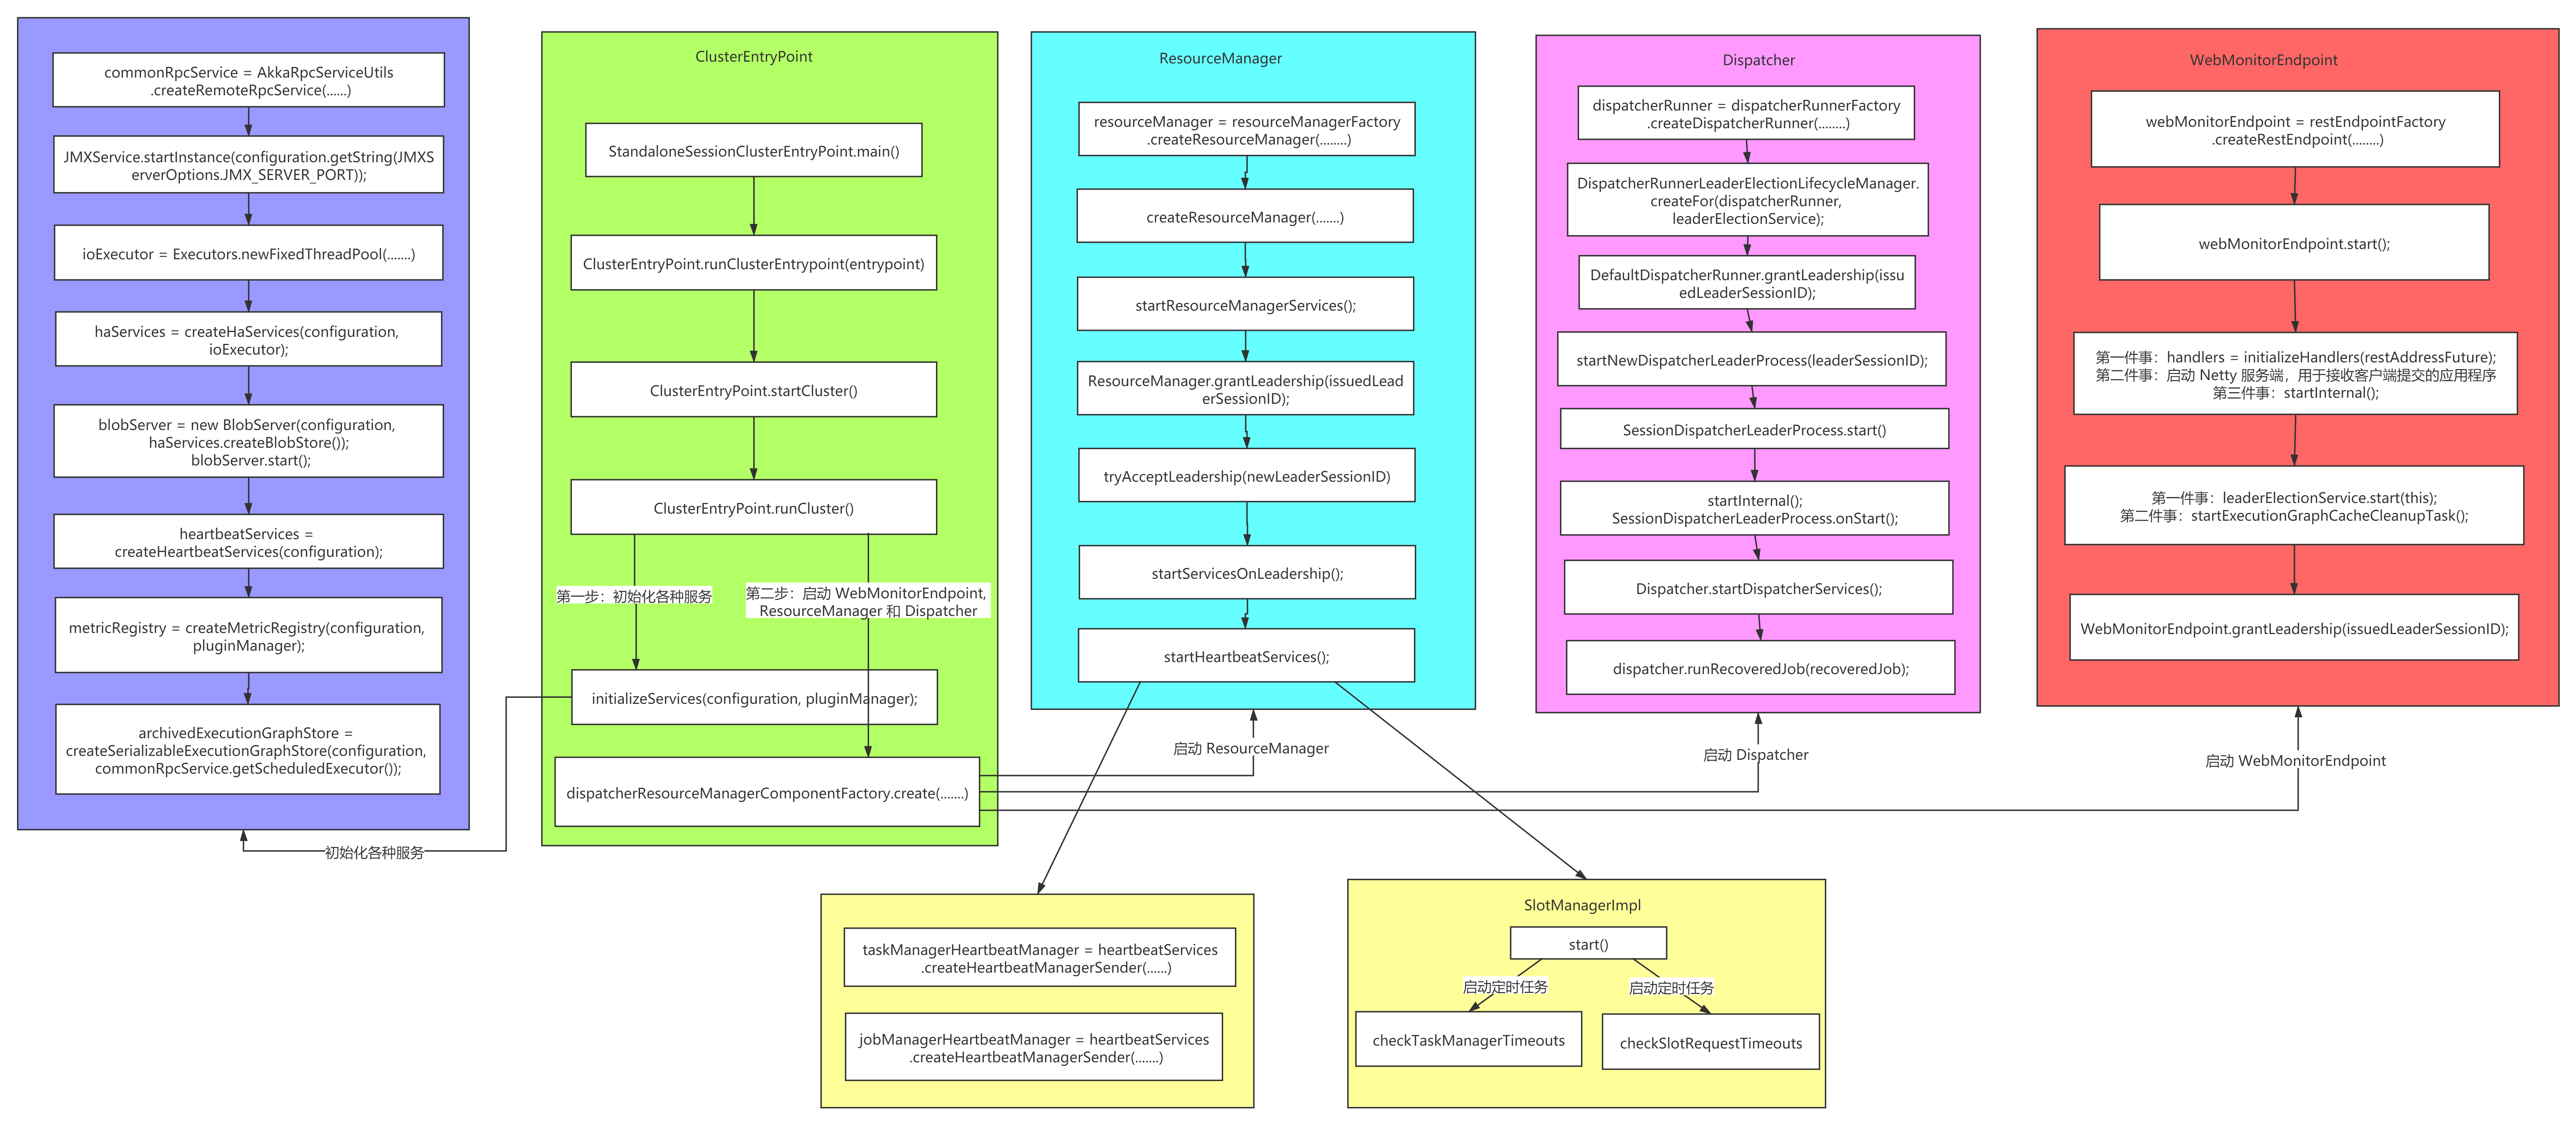 commonRpcService = AkkaRpcServiceUtils
.createRemoteRpcService(......)
JMXService.startInstance(configuration.getString(JMXS
erverOptions.JMX_SERVER_PORT));
ioExecutor = Executors.newFixedThreadPool(.......)
haServices = createHaServices(configuration,
ioExecutor);
blobServer = new BlobServer(configuration,
haServices.createBlobStore());
blobServer.start();
heartbeatServices =
createHeartbeatServices(configuration);
metricRegistry = createMetricRegistry(configuration,
pluginManager);
archivedExecutionGraphStore =
createSerializableExecutionGraphStore(configuration,
commonRpcService.getScheduledExecutor());
初始化各种服务
ClusterEntryPoint
StandaloneSessionClusterEntryPoint.main()
ClusterEntryPoint.runClusterEntrypoint(entrypoint)
ClusterEntryPoint.startCluster()
ClusterEntryPoint.runCluster()
第一步：初始化各种服务
第二步：启动 WebMonitorEndpoint,
ResourceManager 和 Dispatcher
initializeServices(configuration, pluginManager);
dispatcherResourceManagerComponentFactory.create(.......)
ResourceManager
resourceManager = resourceManagerFactory
.createResourceManager(........)
createResourceManager(.......)
startResourceManagerServices();
ResourceManager.grantLeadership(issuedLead
erSessionID);
tryAcceptLeadership(newLeaderSessionID)
startServicesOnLeadership();
startHeartbeatServices();
启动 ResourceManager
Dispatcher
dispatcherRunner = dispatcherRunnerFactory
.createDispatcherRunner(........)
DispatcherRunnerLeaderElectionLifecycleManager.
createFor(dispatcherRunner,
leaderElectionService);
DefaultDispatcherRunner.grantLeadership(issu
edLeaderSessionID);
startNewDispatcherLeaderProcess(leaderSessionID);
SessionDispatcherLeaderProcess.start()
startInternal();
SessionDispatcherLeaderProcess.onStart();
Dispatcher.startDispatcherServices();
dispatcher.runRecoveredJob(recoveredJob);
启动 Dispatcher
WebMonitorEndpoint
webMonitorEndpoint = restEndpointFactory
.createRestEndpoint(........)
webMonitorEndpoint.start();
第一件事：handlers = initializeHandlers(restAddressFuture);
第二件事：启动 Netty 服务端，用于接收客户端提交的应用程序
第三件事：startInternal();
第一件事：leaderElectionService.start(this);
第二件事：startExecutionGraphCacheCleanupTask();
WebMonitorEndpoint.grantLeadership(issuedLeaderSessionID);
启动 WebMonitorEndpoint
taskManagerHeartbeatManager = heartbeatServices
.createHeartbeatManagerSender(......)
jobManagerHeartbeatManager = heartbeatServices
.createHeartbeatManagerSender(.......)
SlotManagerImpl
start()
启动定时任务
启动定时任务
checkTaskManagerTimeouts
checkSlotRequestTimeouts